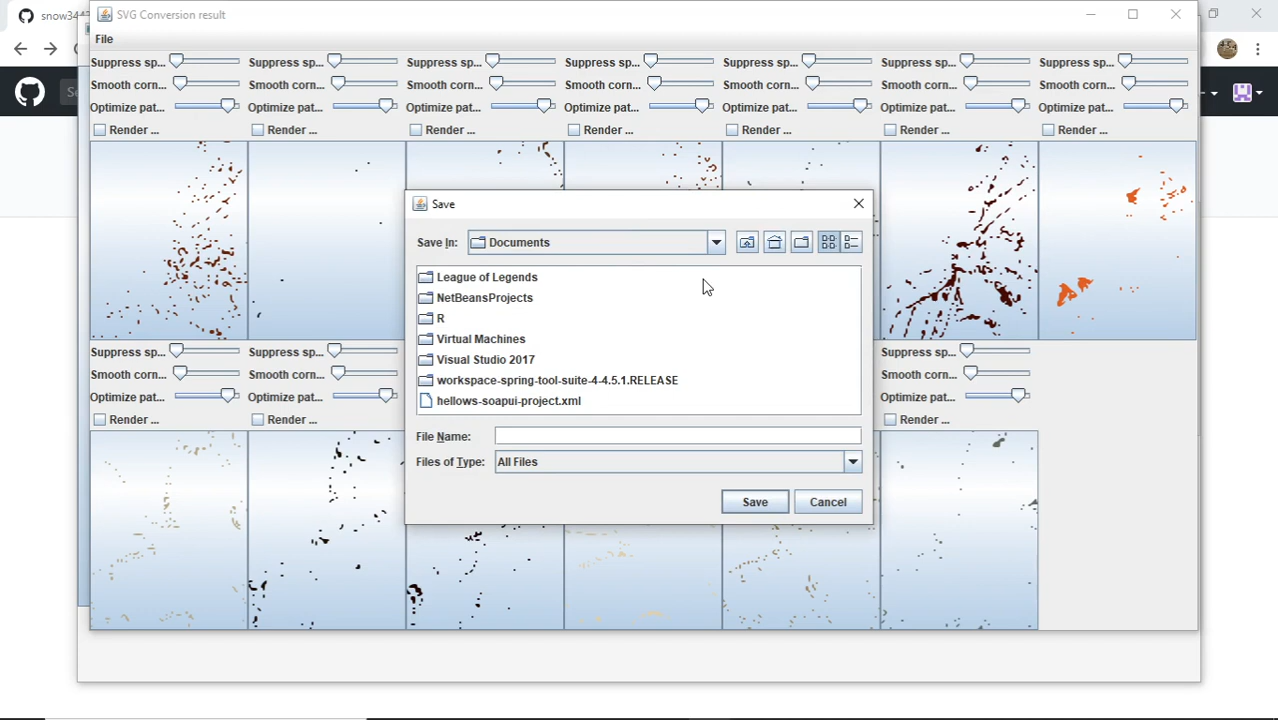 snow344
SVG Conversion result
File
Suppress sp... Suppress sp... Suppress sp... Suppress sp... Suppress sp... Suppress sp... Suppress sp...
Smooth corn... Smooth corn... Smooth corn... Smooth corn... Smooth corn... Smooth corn... Smooth corn...
Optimize pat... Optimize pat... Optimize pat... Optimize pat... Optimize pat... Optimize pat... Optimize pat...
Render ... Render ... Render ... Render ... Render ... Render ... Render ...
Save
Save In: Documents
League of Legends
NetBeansProjects
R
Virtual Machines
Visual Studio 2017
workspace-spring-tool-suite-4-4.5.1.RELEASE
hellows-soapui-project.xml
File Name:
Files of Type: All Files
Save Cancel
Suppress sp... Suppress sp... Suppress sp...
Smooth corn... Smooth corn... Smooth corn...
Optimize pat... Optimize pat... Optimize pat...
Render ... Render ... Render ...